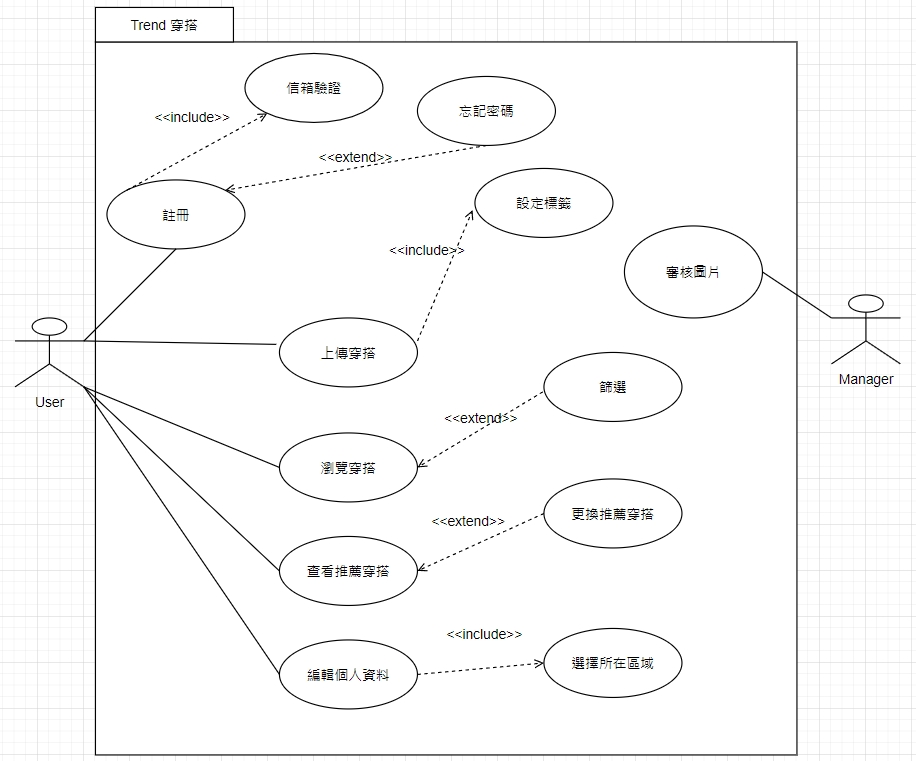 Trend 穿搭
信箱驗證
忘記密碼
<<include>>
<<extend>>
設定標籤
註冊
<<include>>
審核圖片
上傳穿搭
Manager
User
篩選
<<extend>>
瀏覽穿搭
更換推薦穿搭
<<extend>>
查看推薦穿搭
<<include>>
選擇所在區域
編輯個人資料